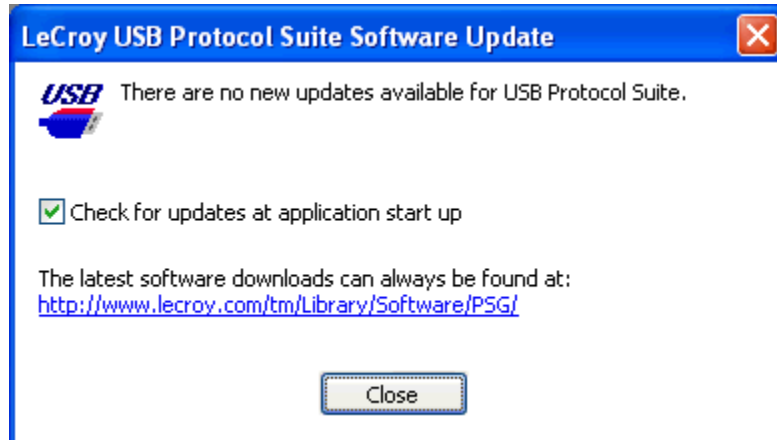 LeCroy USB Protocol Suite Software Update
USB There are no new updates available for USB Protocol Suite.
Check for updates at application start up
The latest software downloads can always be found at:
http://www.lecroy.com/tm/Library/Software/PSG/
Close